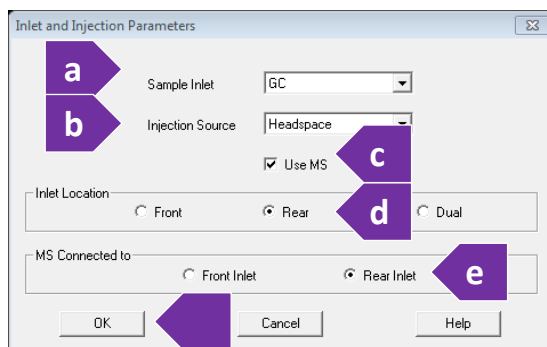 Inlet and Injection Parameters
a
Sample Inlet GC
b
Injection Source Headspace
Use MS c
Inlet Location
Front Rear d Dual
MS Connected to
Front Inlet Rear Inlet e
OK Cancel Help